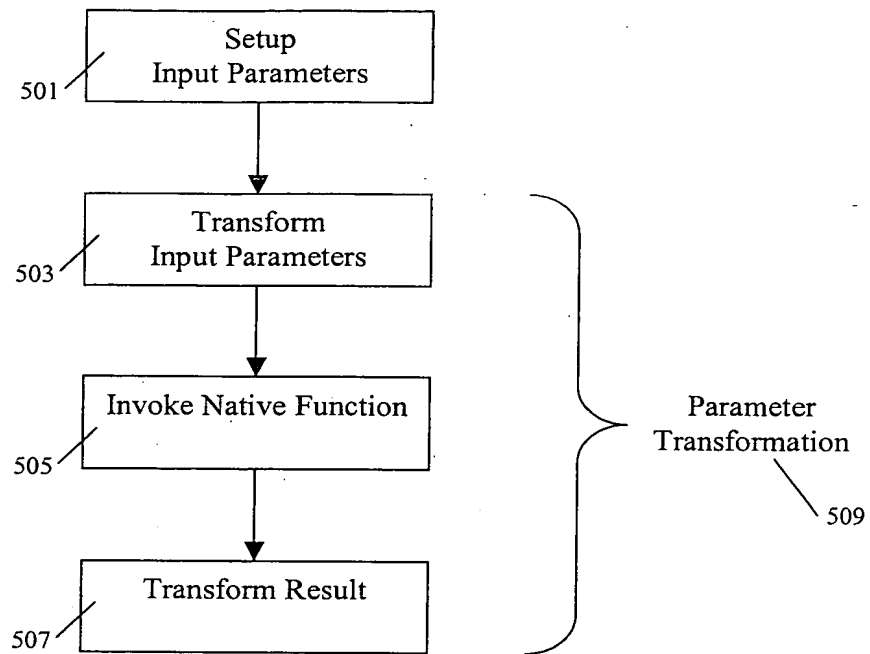 Setup
Input Parameters
501
Transform
Input Parameters
503
Invoke Native Function
505
Parameter
Transformation
509
Transform Result
507